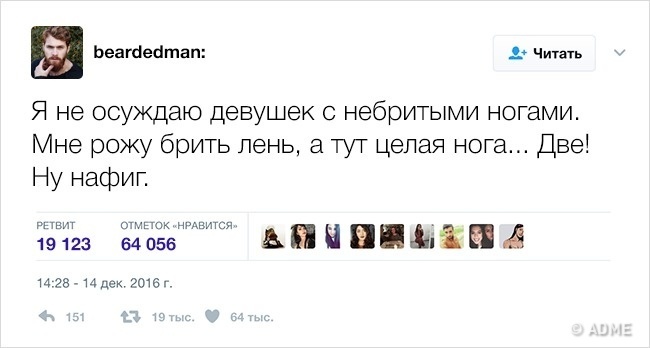 beardedman:
Читать
Я не осуждаю девушек с небритыми ногами.
Мне рожу брить лень, а тут целая нога... Две!
Ну нафиг.
РЕТВИТ ОТМЕТОК «НРАВИТСЯ»
19 123 64 056
14:28 - 14 дек. 2016 г.
151 19 тыс. 64 тыс.
© ADME